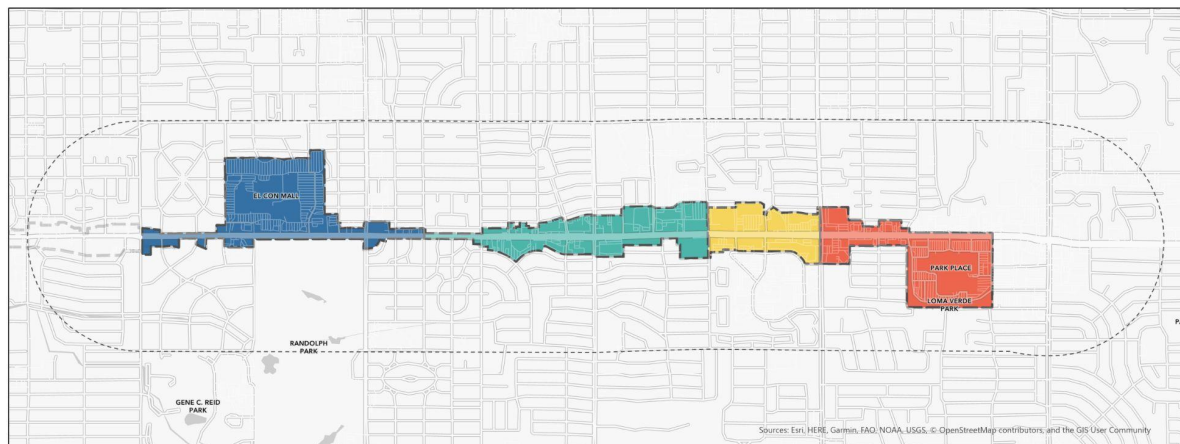 EL CON MALL
PARK PLACE
LOMA VERDE
PARK
RANDOLPH
PARK
GENE C. REID
PARK
PA
Sources: Esri, HERE, Garmin, FAO, NOAA, USGS, © OpenStreetMap contributors, and the GIS User Community